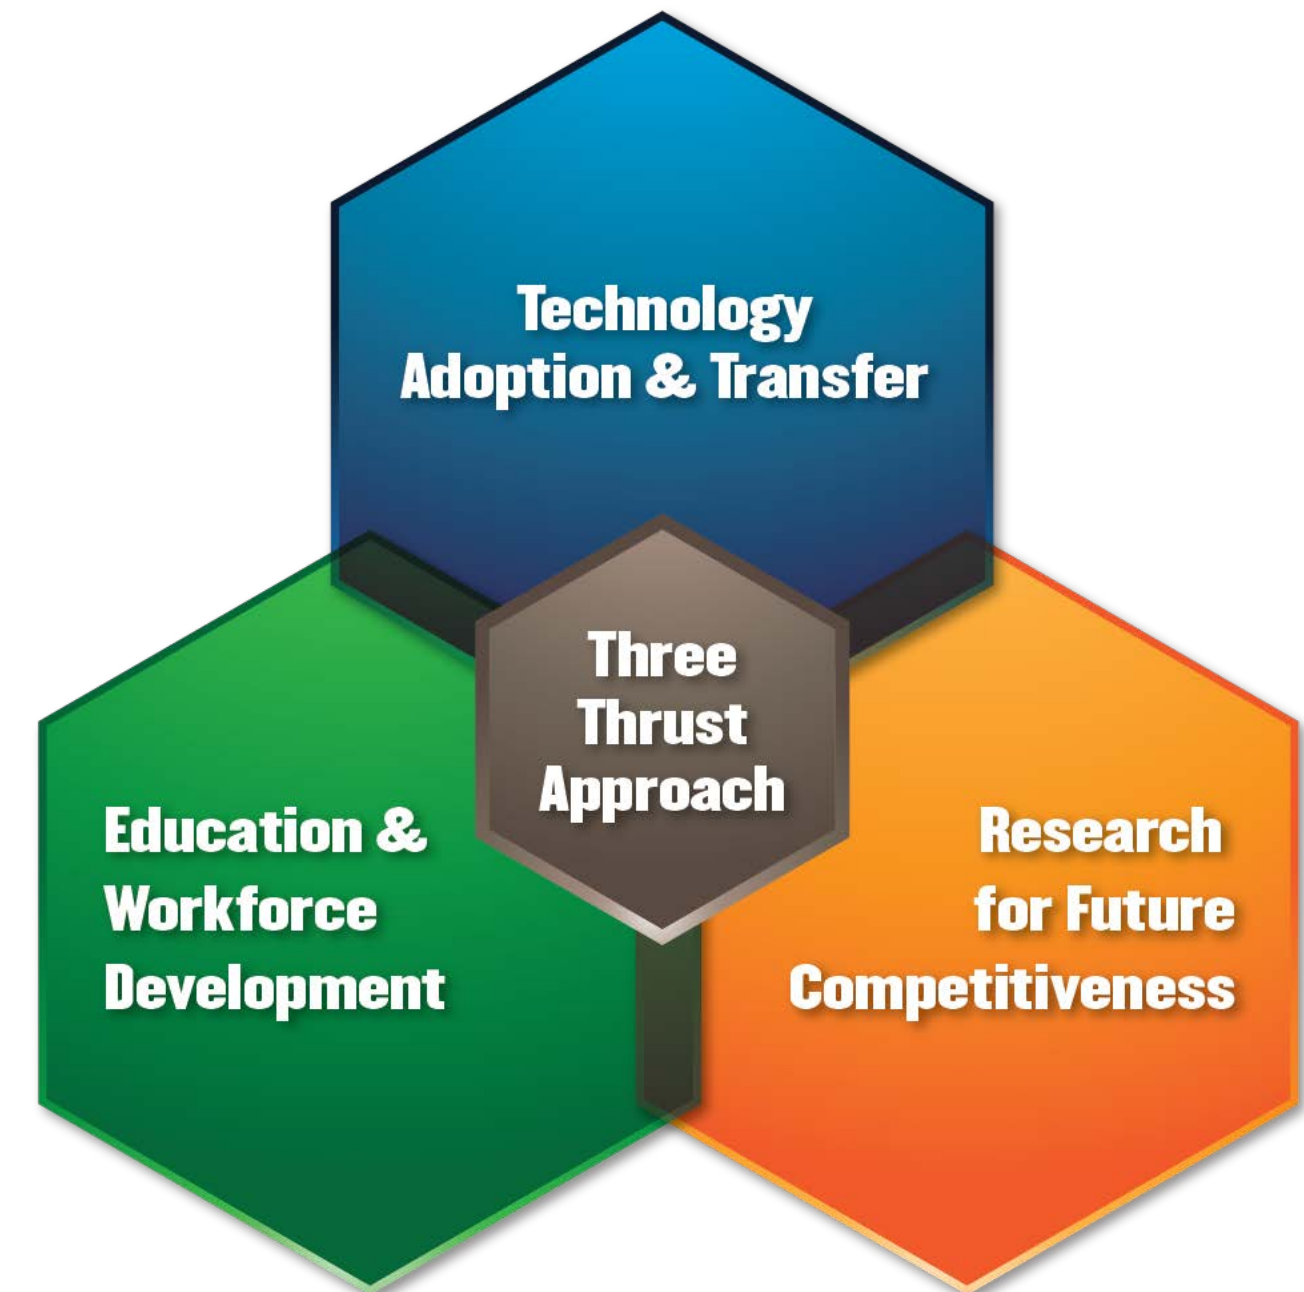 Technology
Adoption & Transfer
Three
Thrust
Approach
Education &
Workforce
Development
Research
for Future
Competitiveness